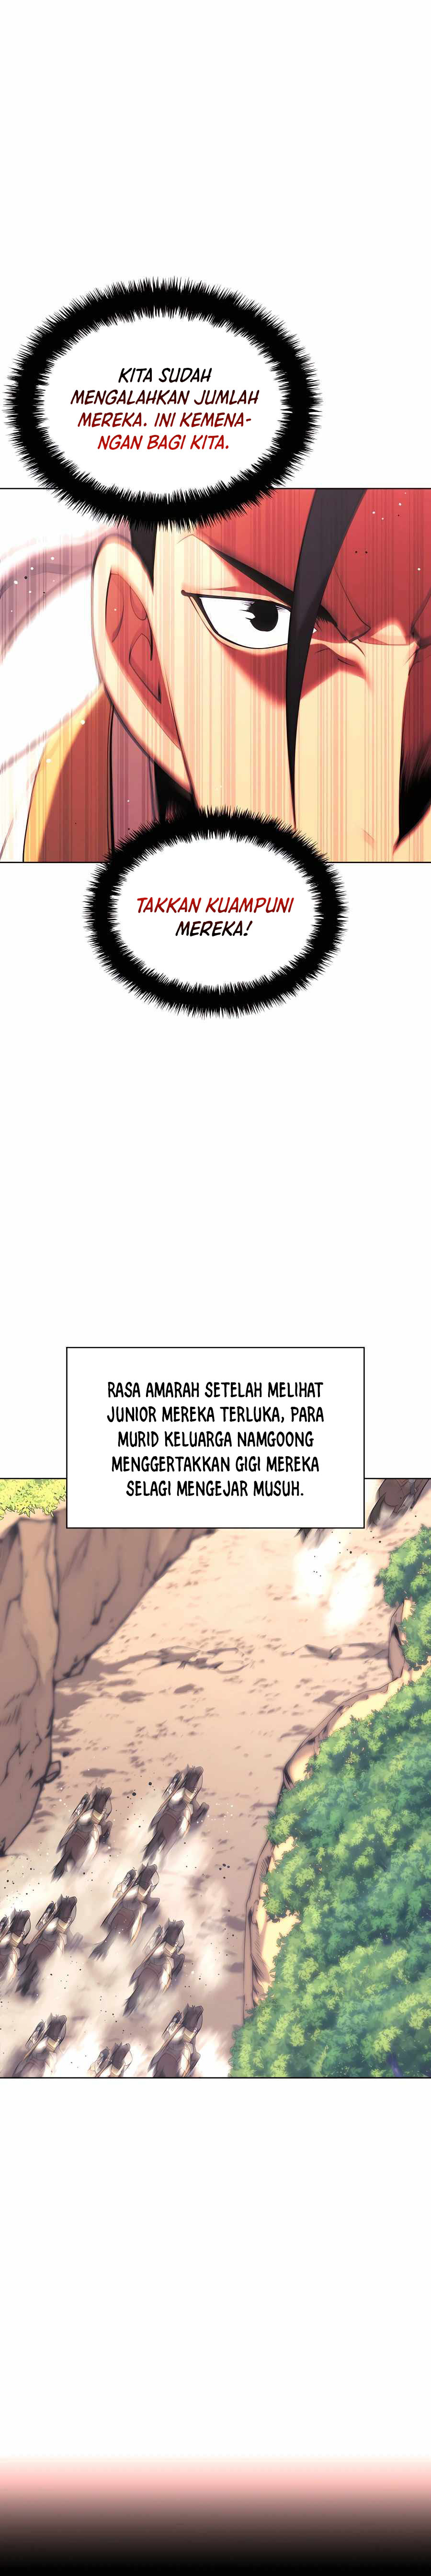 KITA SUDAH
MENGALAHKAN JUMLAH
MEREKA. INI KEMENA-
NGAN BAGI KITA.
TAKKAN KUAMPUNI
MEREKA!
RASA AMARAH SETELAH MELIHAT
JUNIOR MEREKA TERLUKA, PARA
MURID KELUARGA NAMGOONG
MENGGERTAKKAN GIGI MEREKA
SELAGI MENGEJAR MUSUH.